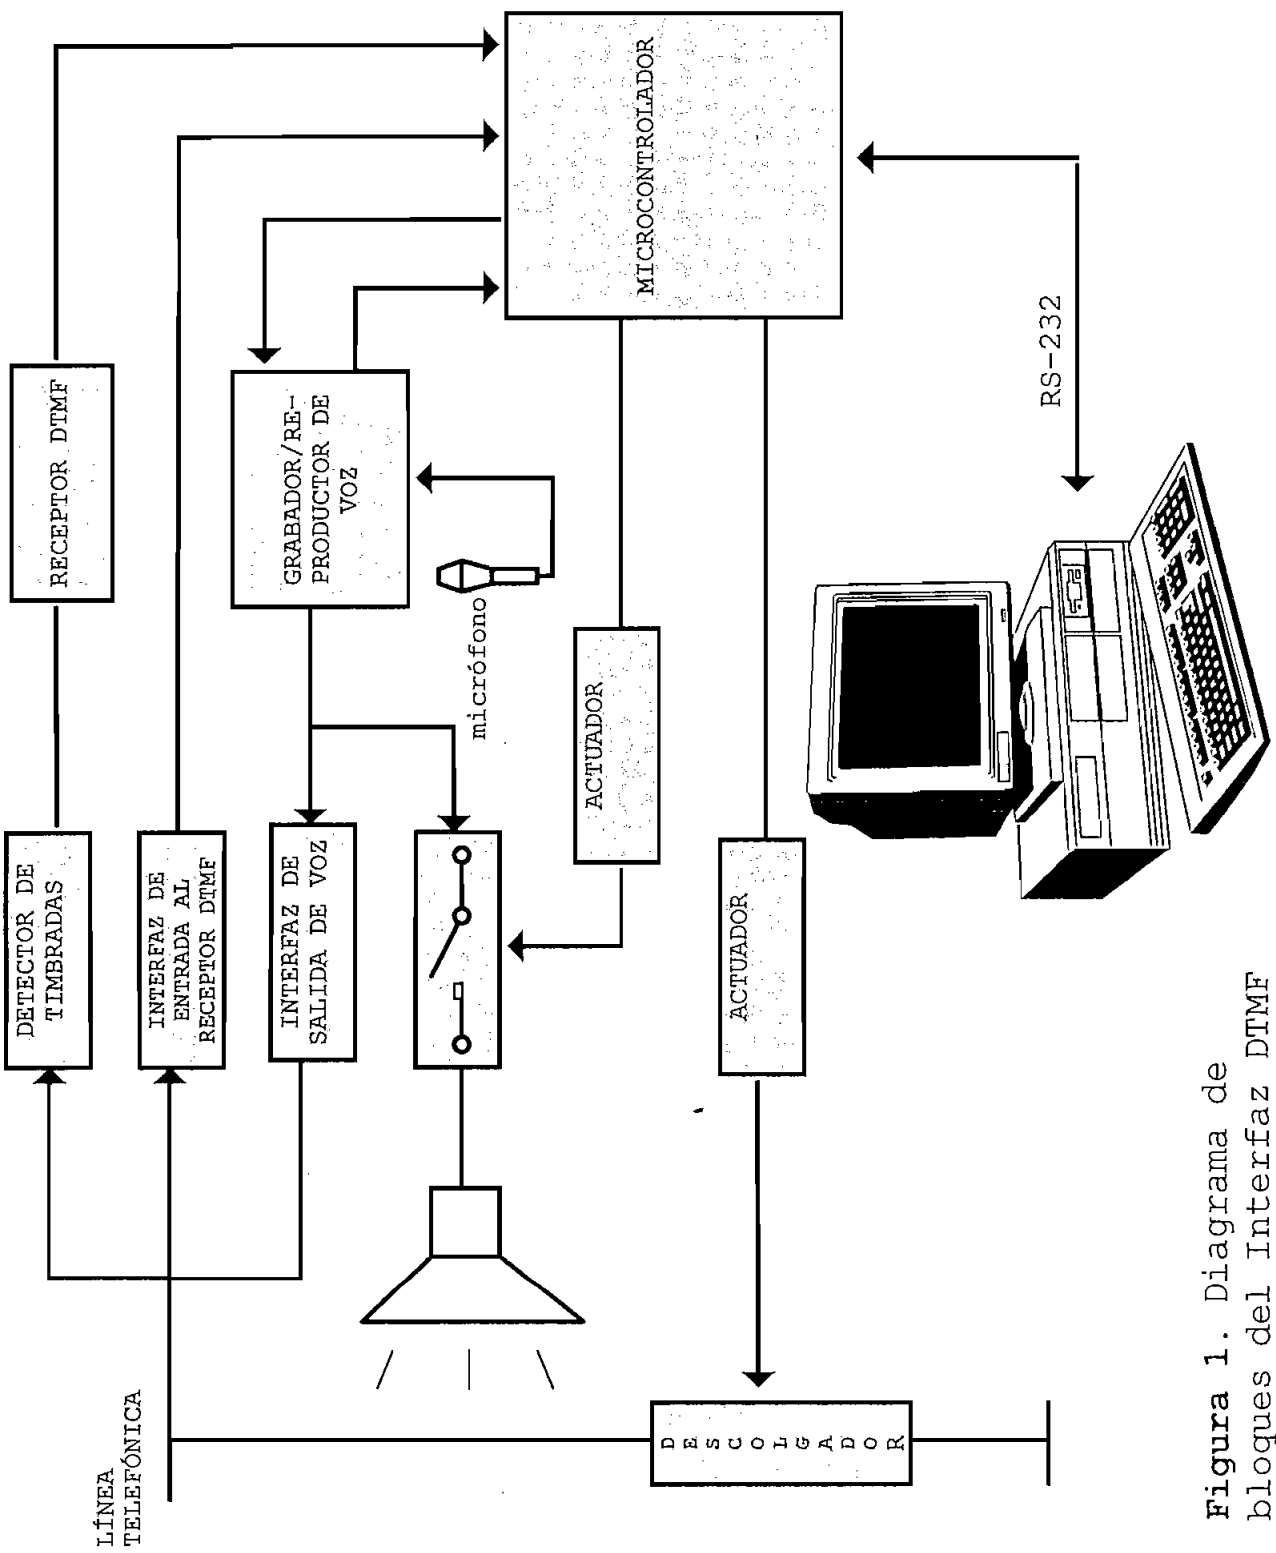 LÍNEA
TELEFÓNICA
DETECTOR DE
TIMBRADAS
RECEPTOR DTMF
INTERFAZ DE
ENTRADA AL
RECEPTOR DTMF
INTERFAZ DE
SALIDA DE VOZ
GRABADOR/RE-
PRODUCTOR DE
VOZ
micrófono
MICROCONTROLADOR
ACTUADOR
ACTUADOR
DESCOLGADOR
RS-232
Figura 1. Diagrama de
bloques del Interfaz DTMF